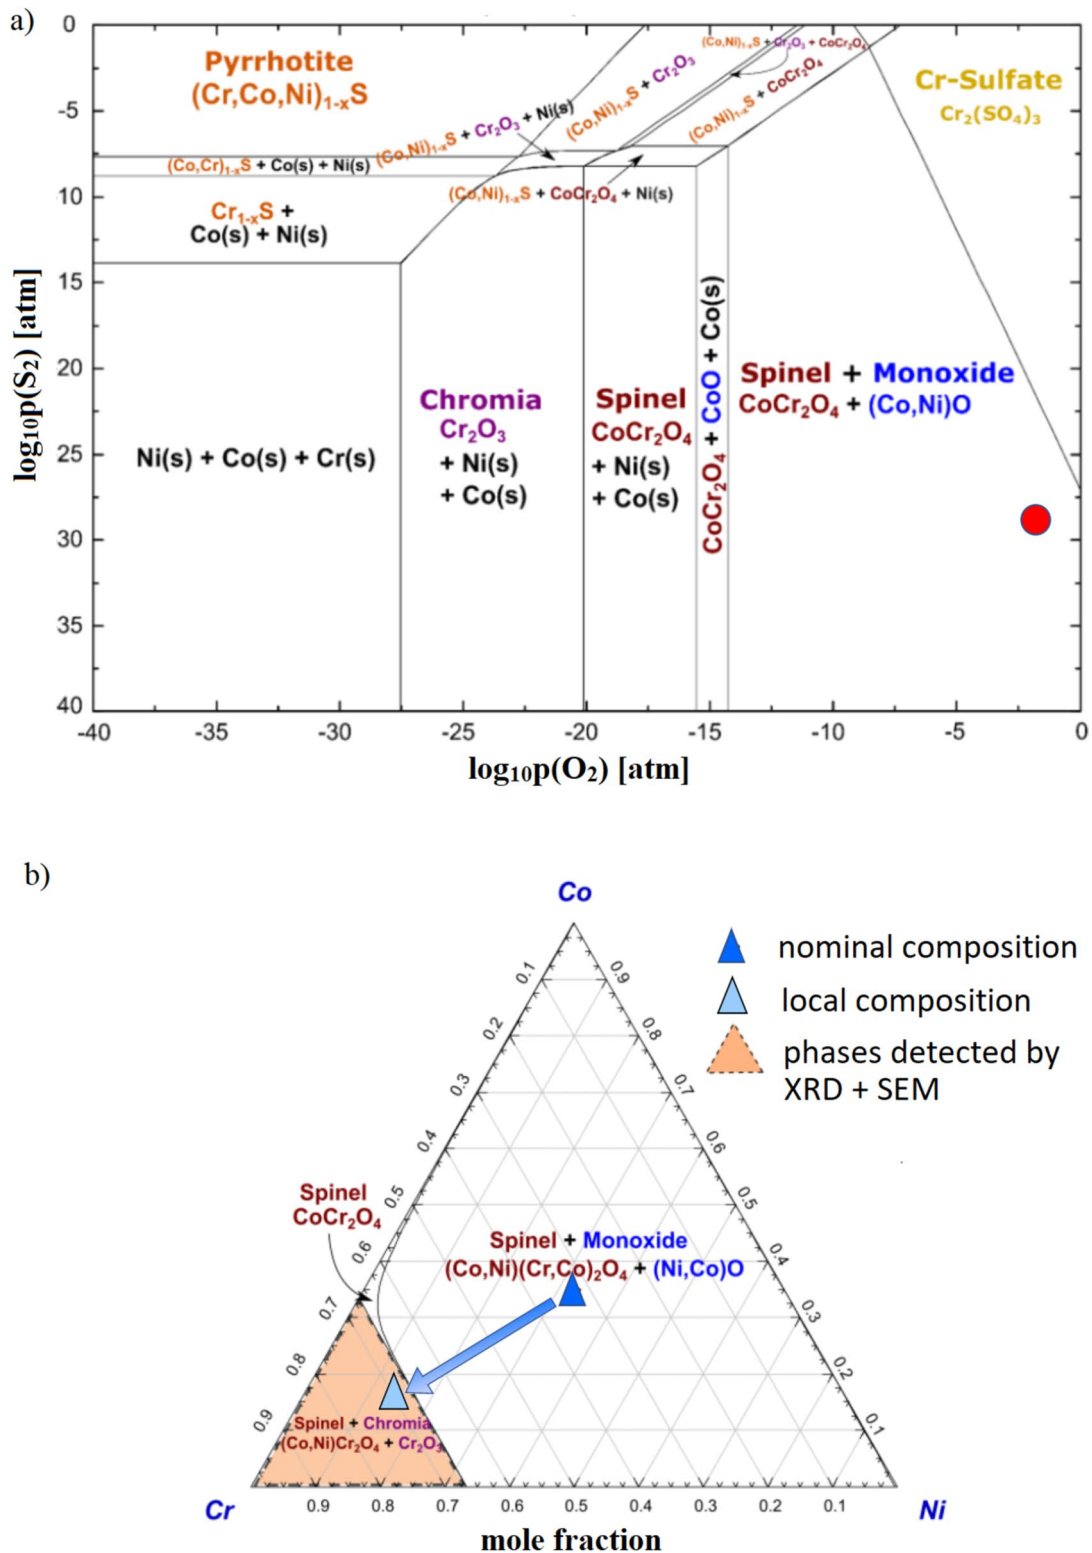 a)
0
-5
10
15
20
25
30
35
40
log₁₀p(S₂) [atm]
Pyrrhotite
(Cr,Co,Ni)₁₋ₓS
(Co,Ni)₁₋ₓS + Cr₂O₃ + CoCr₂O₄
(Co,Ni)₁₋ₓS + Cr₂O₃
(Co,Ni)₁₋ₓS + CoCr₂O₄
Cr-Sulfate
Cr₂(SO₄)₃
(Co,Ni)₁₋ₓS + Cr₂O₃ + Ni(s)
(Co,Cr)₁₋ₓS + Co(s) + Ni(s)
(Co,Ni)₁₋ₓS + CoCr₂O₄ + Ni(s)
Cr₁₋ₓS +
Co(s) + Ni(s)
Ni(s) + Co(s) + Cr(s)
Chromia
Cr₂O₃
+ Ni(s)
+ Co(s)
Spinel
CoCr₂O₄
+ Ni(s)
+ Co(s)
CoCr₂O₄ + CoO + Co(s)
Spinel + Monoxide
CoCr₂O₄ + (Co,Ni)O
-40 -35 -30 -25 -20 -15 -10 -5 0
log₁₀p(O₂) [atm]
b)
Co
nominal composition
local composition
phases detected by
XRD + SEM
0.1
0.2
0.3
0.4
0.5
0.6
0.7
0.8
0.9
0.9
0.8
0.7
0.6
0.5
0.4
0.3
0.2
0.1
Spinel
CoCr₂O₄
Spinel + Monoxide
(Co,Ni)(Cr,Co)₂O₄ + (Ni,Co)O
Spinel + Chromia
(Co,Ni)Cr₂O₄ + Cr₂O₃
Cr
Ni
0.9 0.8 0.7 0.6 0.5 0.4 0.3 0.2 0.1
mole fraction